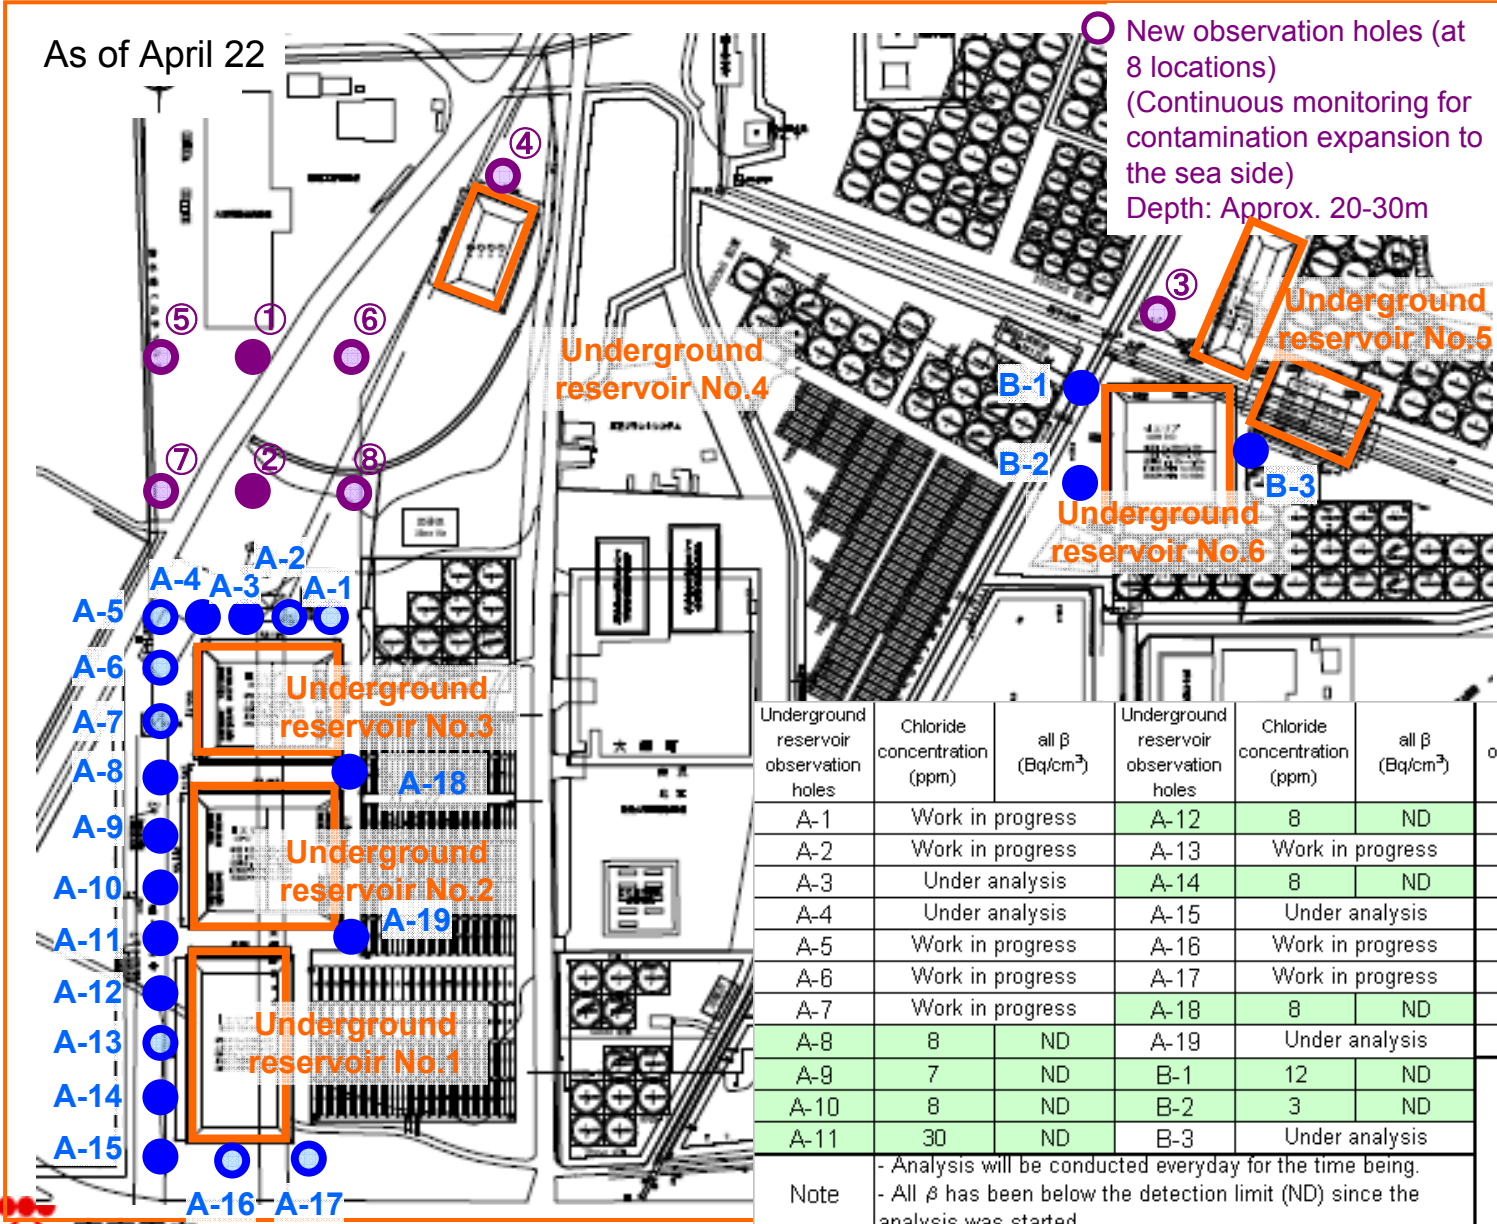 As of April 22
New observation holes (at
8 locations)
(Continuous monitoring for
contamination expansion to
the sea side)
Depth: Approx. 20-30m
④
③
⑤
①
⑥
⑦
②
⑧
Underground
reservoir No.5
Underground
reservoir No.4
B-1
B-2
B-3
Underground
reservoir No.6
A-2
A-4
A-3
A-1
A-5
A-6
A-7
Underground
reservoir No.3
A-8
A-18
A-9
Underground
reservoir No.2
A-10
A-19
A-11
A-12
Underground
reservoir No.1
A-13
A-14
A-15
A-16
A-17
大熊町
Underground reservoir observation holes | Chloride concentration (ppm) | all β (Bq/cm³) | Underground reservoir observation holes | Chloride concentration (ppm) | all β (Bq/cm³)
A-1 Work in progress A-12 8 ND
A-2 Work in progress A-13 Work in progress
A-3 Under analysis A-14 8 ND
A-4 Under analysis A-15 Under analysis
A-5 Work in progress A-16 Work in progress
A-6 Work in progress A-17 Work in progress
A-7 Work in progress A-18 8 ND
A-8 8 ND A-19 Under analysis
A-9 7 ND B-1 12 ND
A-10 8 ND B-2 3 ND
A-11 30 ND B-3 Under analysis
Note
- Analysis will be conducted everyday for the time being.
- All β has been below the detection limit (ND) since the
analysis was started